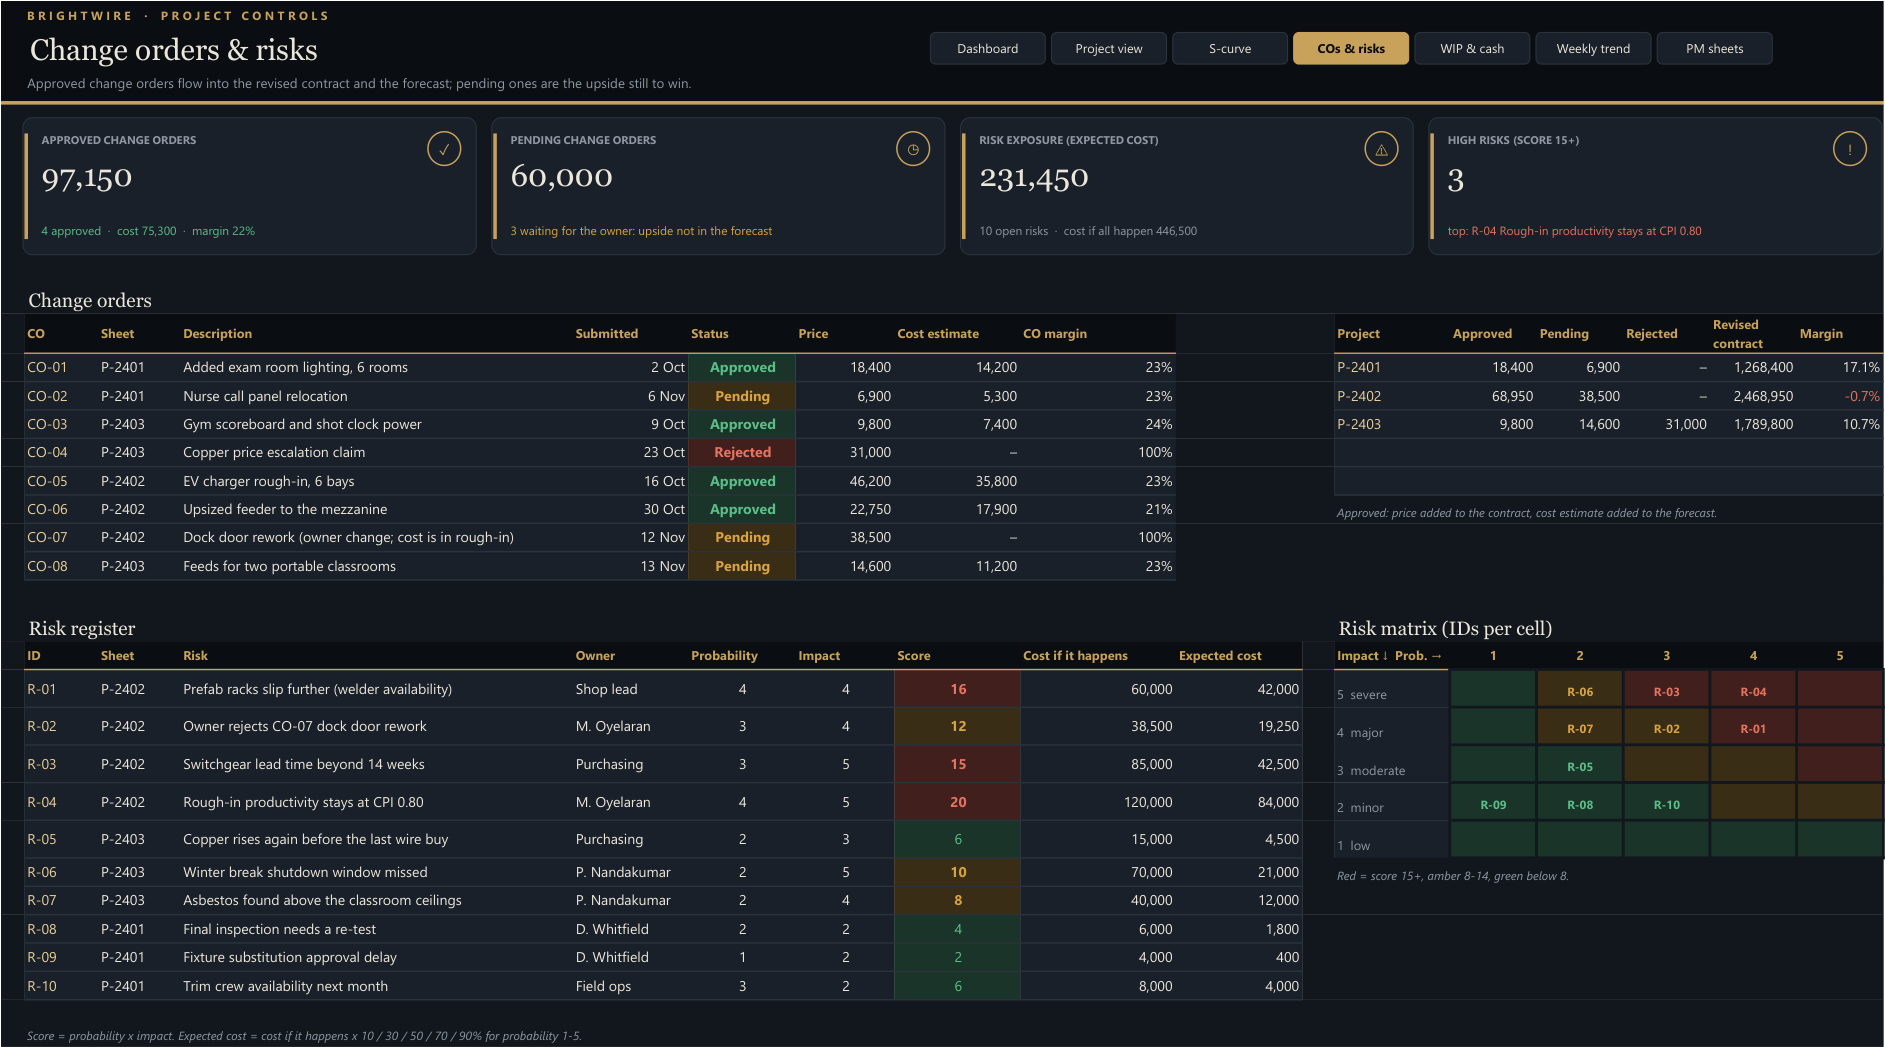 BRIGHTWIRE · PROJECT CONTROLS
Change orders & risks
Dashboard Project view S-curve COs & risks WIP & cash Weekly trend PM sheets
Approved change orders flow into the revised contract and the forecast; pending ones are the upside still to win.
APPROVED CHANGE ORDERS
97,150
4 approved · cost 75,300 · margin 22%
PENDING CHANGE ORDERS
60,000
3 waiting for the owner: upside not in the forecast
RISK EXPOSURE (EXPECTED COST)
231,450
10 open risks · cost if all happen 446,500
HIGH RISKS (SCORE 15+)
3
top: R-04 Rough-in productivity stays at CPI 0.80
Change orders
CO Sheet Description Submitted Status Price Cost estimate CO margin
CO-01 P-2401 Added exam room lighting, 6 rooms 2 Oct Approved 18,400 14,200 23%
CO-02 P-2401 Nurse call panel relocation 6 Nov Pending 6,900 5,300 23%
CO-03 P-2403 Gym scoreboard and shot clock power 9 Oct Approved 9,800 7,400 24%
CO-04 P-2403 Copper price escalation claim 23 Oct Rejected 31,000 – 100%
CO-05 P-2402 EV charger rough-in, 6 bays 16 Oct Approved 46,200 35,800 23%
CO-06 P-2402 Upsized feeder to the mezzanine 30 Oct Approved 22,750 17,900 21%
CO-07 P-2402 Dock door rework (owner change; cost is in rough-in) 12 Nov Pending 38,500 – 100%
CO-08 P-2403 Feeds for two portable classrooms 13 Nov Pending 14,600 11,200 23%
Project Approved Pending Rejected Revised contract Margin
P-2401 18,400 6,900 – 1,268,400 17.1%
P-2402 68,950 38,500 – 2,468,950 -0.7%
P-2403 9,800 14,600 31,000 1,789,800 10.7%
Approved: price added to the contract, cost estimate added to the forecast.
Risk register
ID Sheet Risk Owner Probability Impact Score Cost if it happens Expected cost
R-01 P-2402 Prefab racks slip further (welder availability) Shop lead 4 4 16 60,000 42,000
R-02 P-2402 Owner rejects CO-07 dock door rework M. Oyelaran 3 4 12 38,500 19,250
R-03 P-2402 Switchgear lead time beyond 14 weeks Purchasing 3 5 15 85,000 42,500
R-04 P-2402 Rough-in productivity stays at CPI 0.80 M. Oyelaran 4 5 20 120,000 84,000
R-05 P-2403 Copper rises again before the last wire buy Purchasing 2 3 6 15,000 4,500
R-06 P-2403 Winter break shutdown window missed P. Nandakumar 2 5 10 70,000 21,000
R-07 P-2403 Asbestos found above the classroom ceilings P. Nandakumar 2 4 8 40,000 12,000
R-08 P-2401 Final inspection needs a re-test D. Whitfield 2 2 4 6,000 1,800
R-09 P-2401 Fixture substitution approval delay D. Whitfield 1 2 2 4,000 400
R-10 P-2401 Trim crew availability next month Field ops 3 2 6 8,000 4,000
Risk matrix (IDs per cell)
Impact ↓ Prob. → 1 2 3 4 5
5 severe R-06 R-03 R-04
4 major R-07 R-02 R-01
3 moderate R-05
2 minor R-09 R-08 R-10
1 low
Red = score 15+, amber 8-14, green below 8.
Score = probability x impact. Expected cost = cost if it happens x 10 / 30 / 50 / 70 / 90% for probability 1-5.